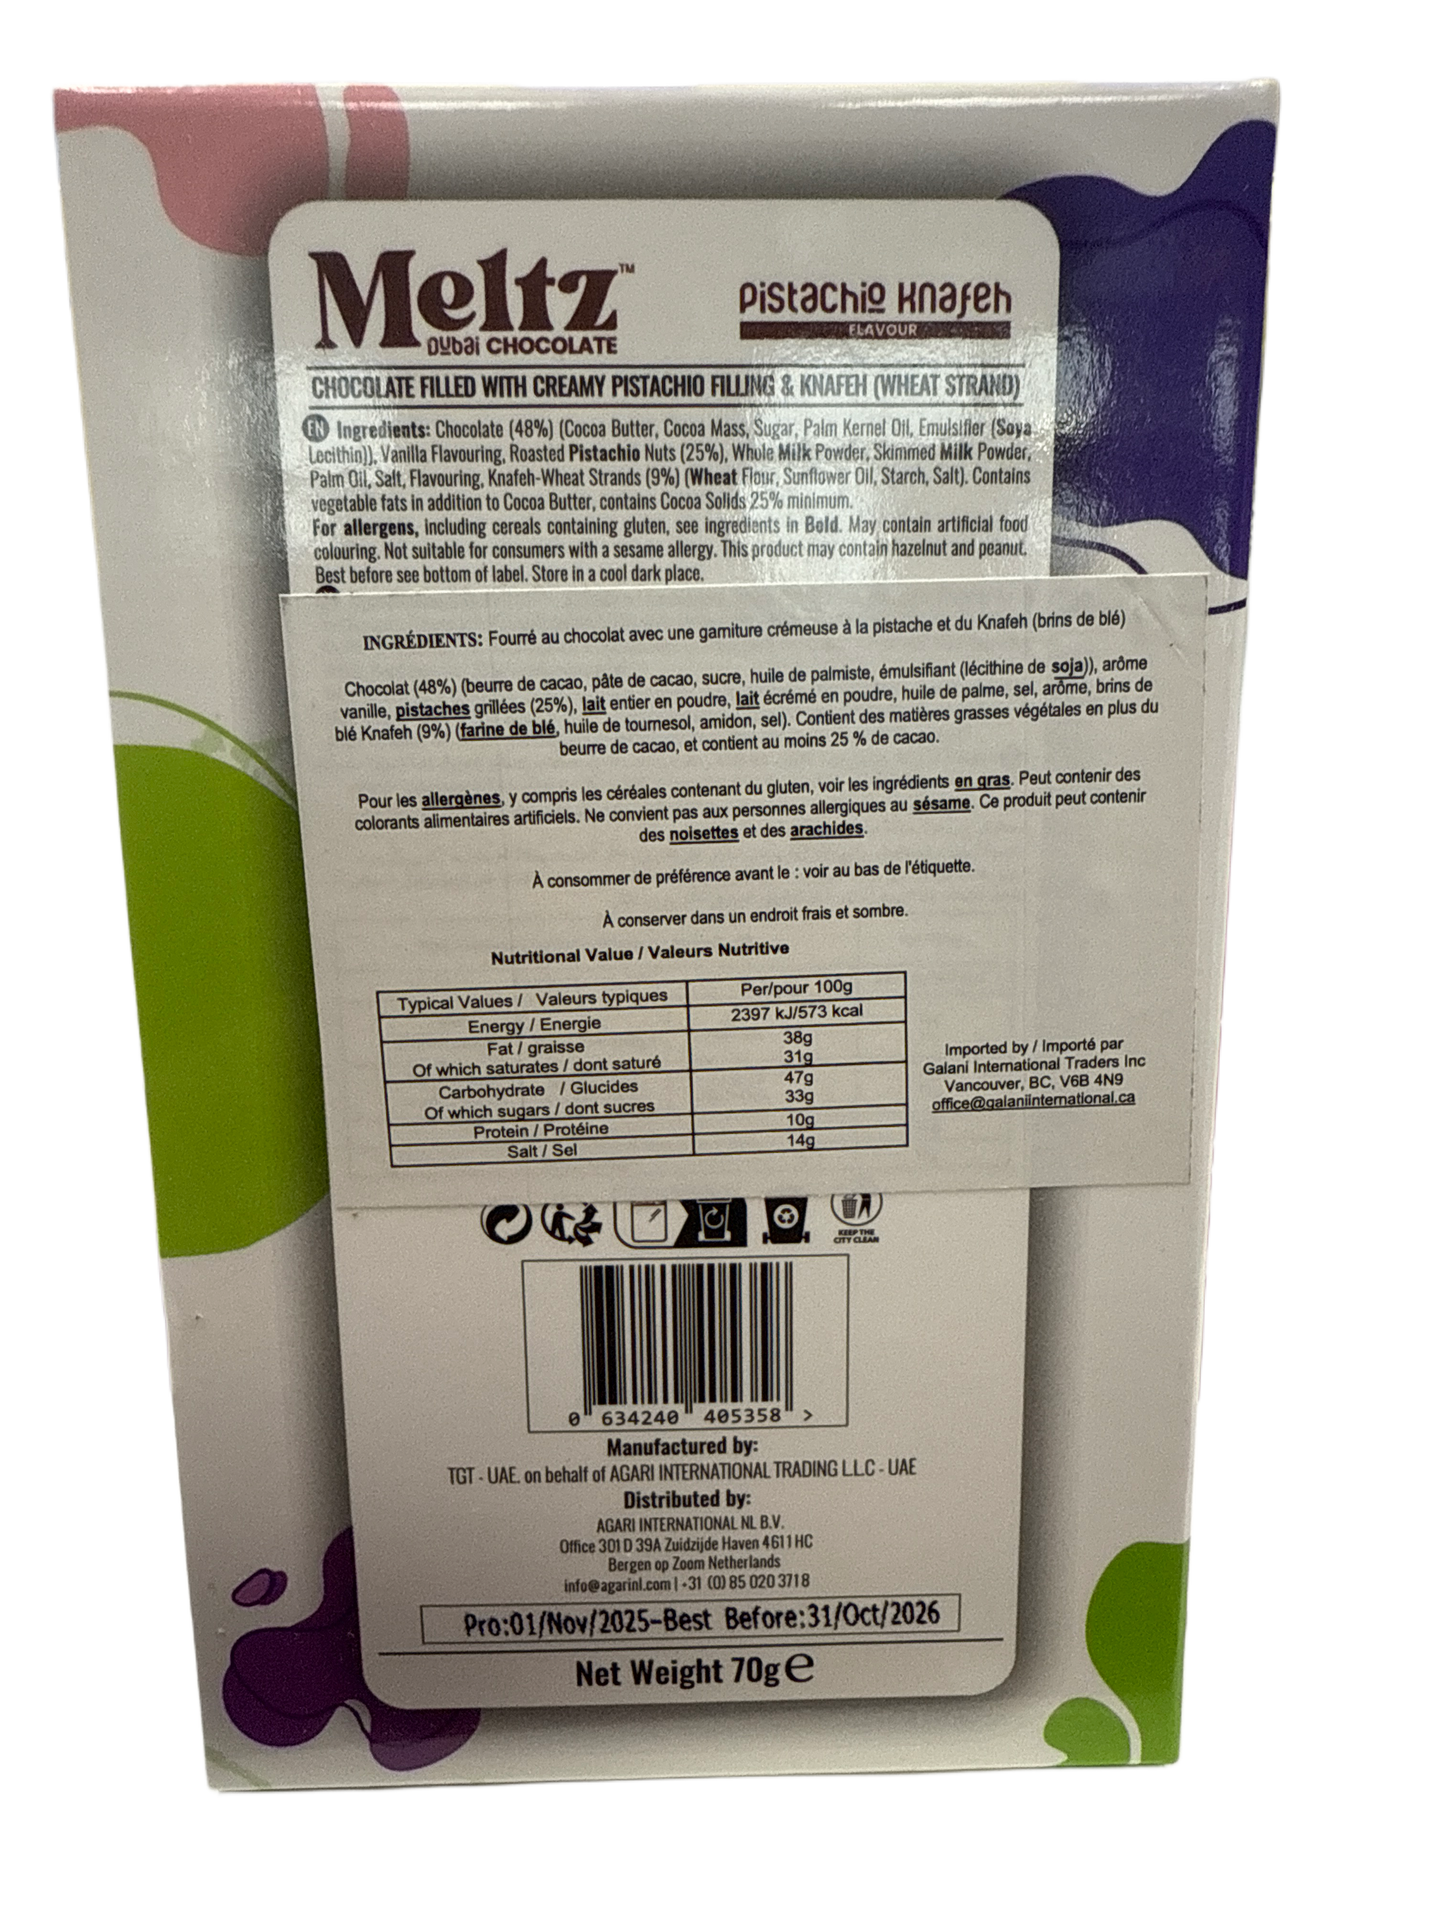 Meltz™
Dubai CHOCOLATE
Pistachio Knafeh
FLAVOUR
CHOCOLATE FILLED WITH CREAMY PISTACHIO FILLING & KNAFEH (WHEAT STRAND)
EN Ingredients: Chocolate (48%) (Cocoa Butter, Cocoa Mass, Sugar, Palm Kernel Oil, Emulsifier (Soya
Lecithin)), Vanilla Flavouring, Roasted Pistachio Nuts (25%), Whole Milk Powder, Skimmed Milk Powder,
Palm Oil, Salt, Flavouring, Knafeh-Wheat Strands (9%) (Wheat Flour, Sunflower Oil, Starch, Salt). Contains
vegetable fats in addition to Cocoa Butter, contains Cocoa Solids 25% minimum.
For allergens, including cereals containing gluten, see ingredients in Bold. May contain artificial food
colouring. Not suitable for consumers with a sesame allergy. This product may contain hazelnut and peanut.
Best before see bottom of label. Store in a cool dark place.
INGRÉDIENTS: Fourré au chocolat avec une garniture crémeuse à la pistache et du Knafeh (brins de blé)
Chocolat (48%) (beurre de cacao, pâte de cacao, sucre, huile de palmiste, émulsifiant (lécithine de soja)), arôme
vanille, pistaches grillées (25%), lait entier en poudre, lait écrémé en poudre, huile de palme, sel, arôme, brins de
blé Knafeh (9%) (farine de blé, huile de tournesol, amidon, sel). Contient des matières grasses végétales en plus du
beurre de cacao, et contient au moins 25 % de cacao.
Pour les allergènes, y compris les céréales contenant du gluten, voir les ingrédients en gras. Peut contenir des
colorants alimentaires artificiels. Ne convient pas aux personnes allergiques au sésame. Ce produit peut contenir
des noisettes et des arachides.
À consommer de préférence avant le : voir au bas de l'étiquette.
À conserver dans un endroit frais et sombre.
Nutritional Value / Valeurs Nutritive
Typical Values / Valeurs typiques Per/pour 100g
Energy / Energie 2397 kJ/573 kcal
Fat / graisse 38g
Of which saturates / dont saturé 31g
Carbohydrate / Glucides 47g
Of which sugars / dont sucres 33g
Protein / Protéine 10g
Salt / Sel 14g
Imported by / Importé par
Galani International Traders Inc
Vancouver, BC, V6B 4N9
office@galaniinternational.ca
KEEP THE
CITY CLEAN
0 634240 405358 >
Manufactured by:
TGT - UAE. on behalf of AGARI INTERNATIONAL TRADING L.L.C - UAE
Distributed by:
AGARI INTERNATIONAL NL B.V.
Office 301 D 39A Zuidzijde Haven 4611 HC
Bergen op Zoom Netherlands
info@agarinl.com | +31 (0) 85 020 3718
Pro:01/Nov/2025-Best Before:31/Oct/2026
Net Weight 70g℮